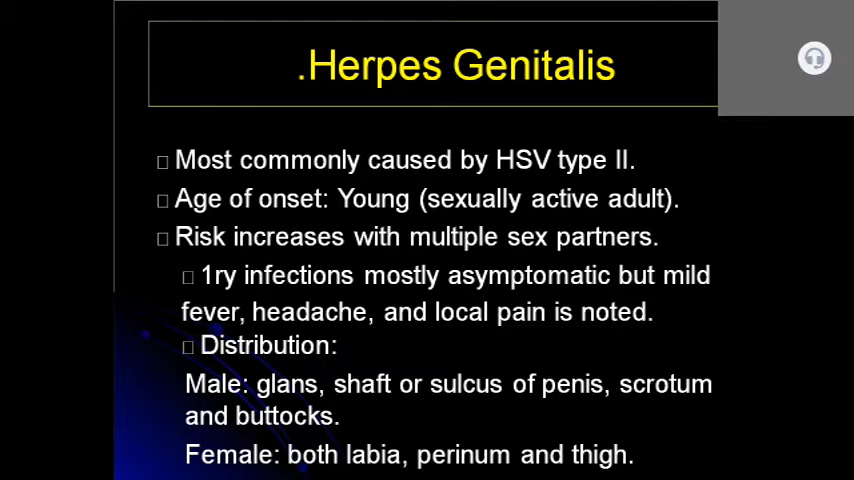 .Herpes Genitalis
Most commonly caused by HSV type II.
Age of onset: Young (sexually active adult).
Risk increases with multiple sex partners.
1ry infections mostly asymptomatic but mild
fever, headache, and local pain is noted.
Distribution:
Male: glans, shaft or sulcus of penis, scrotum
and buttocks.
Female: both labia, perinum and thigh.